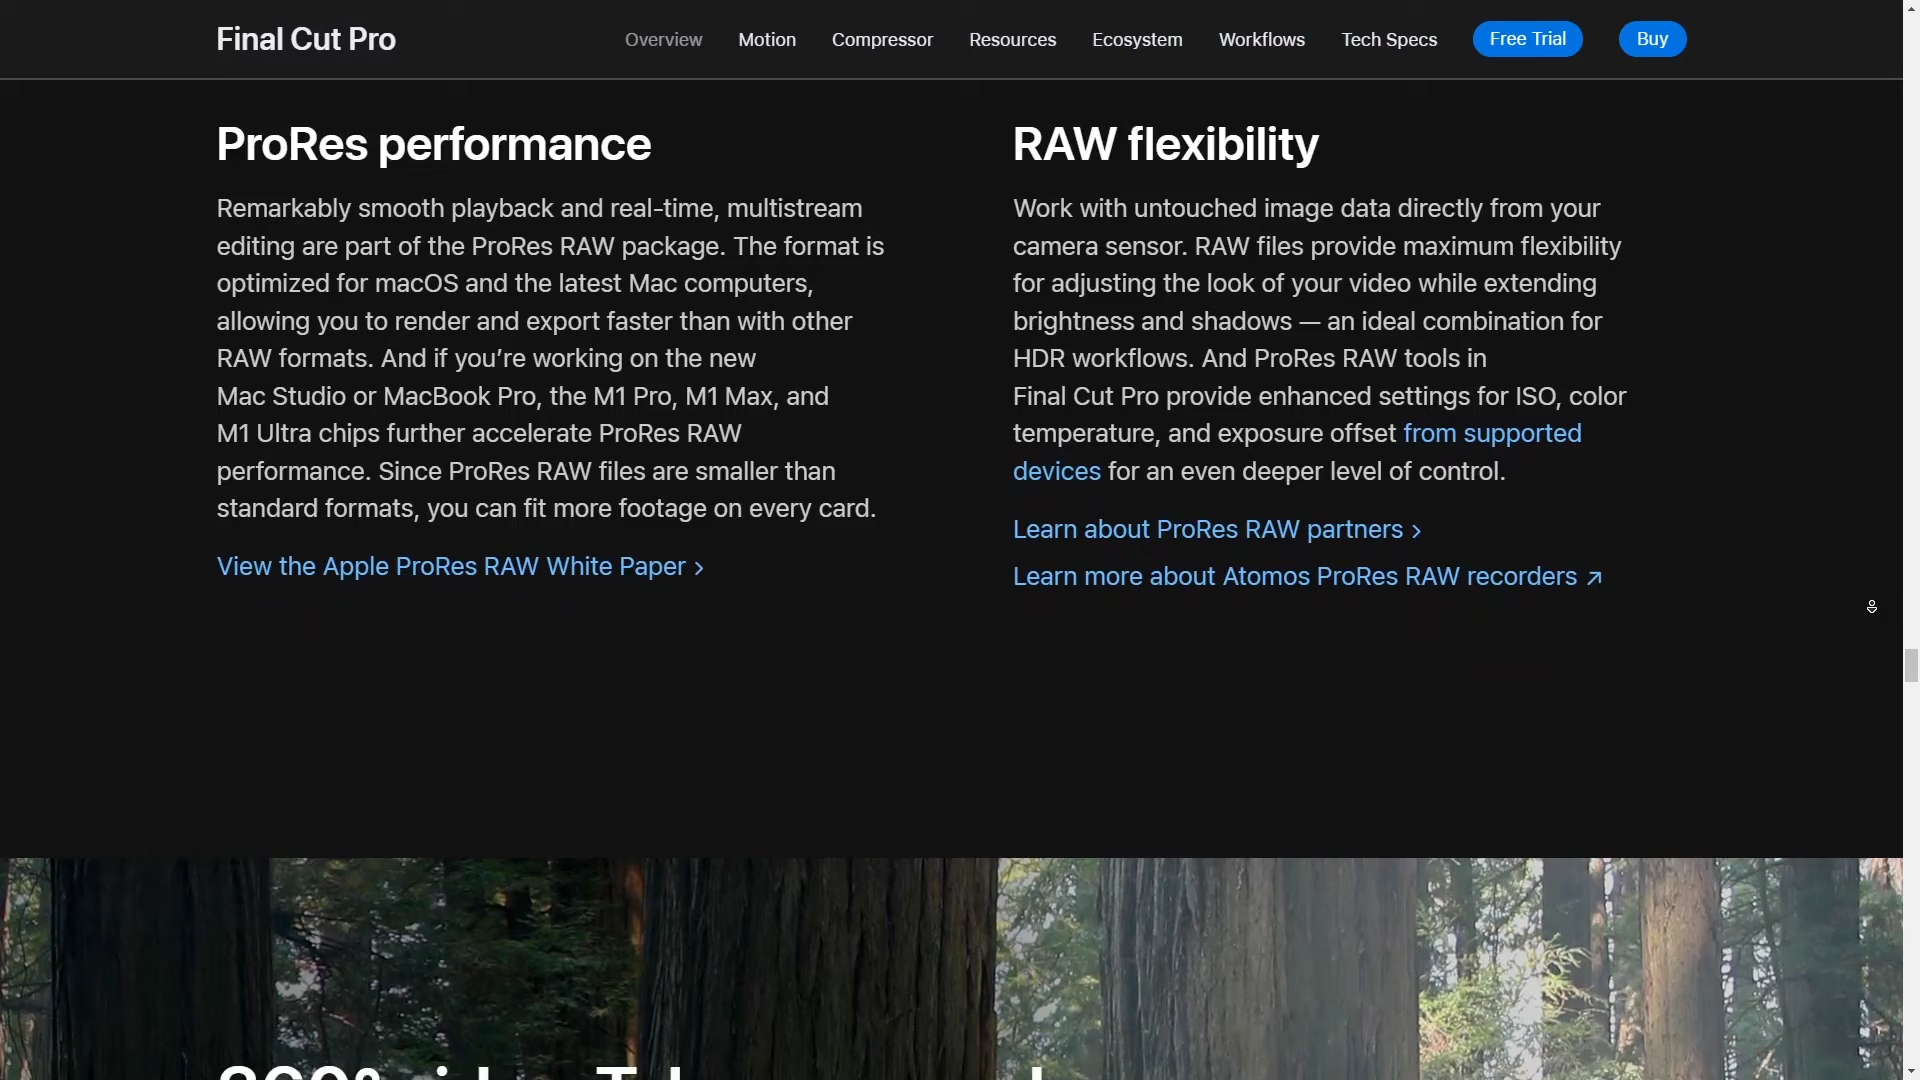 Final Cut Pro
Overview
Motion
Compressor
Resources
Ecosystem
Workflows
Tech Specs
Free Trial
Buy
ProRes performance
Remarkably smooth playback and real-time, multistream
editing are part of the ProRes RAW package. The format is
optimized for macOS and the latest Mac computers,
allowing you to render and export faster than with other
RAW formats. And if you’re working on the new
Mac Studio or MacBook Pro, the M1 Pro, M1 Max, and
M1 Ultra chips further accelerate ProRes RAW
performance. Since ProRes RAW files are smaller than
standard formats, you can fit more footage on every card.
View the Apple ProRes RAW White Paper ›
RAW flexibility
Work with untouched image data directly from your
camera sensor. RAW files provide maximum flexibility
for adjusting the look of your video while extending
brightness and shadows — an ideal combination for
HDR workflows. And ProRes RAW tools in
Final Cut Pro provide enhanced settings for ISO, color
temperature, and exposure offset from supported
devices for an even deeper level of control.
Learn about ProRes RAW partners ›
Learn more about Atomos ProRes RAW recorders ↗